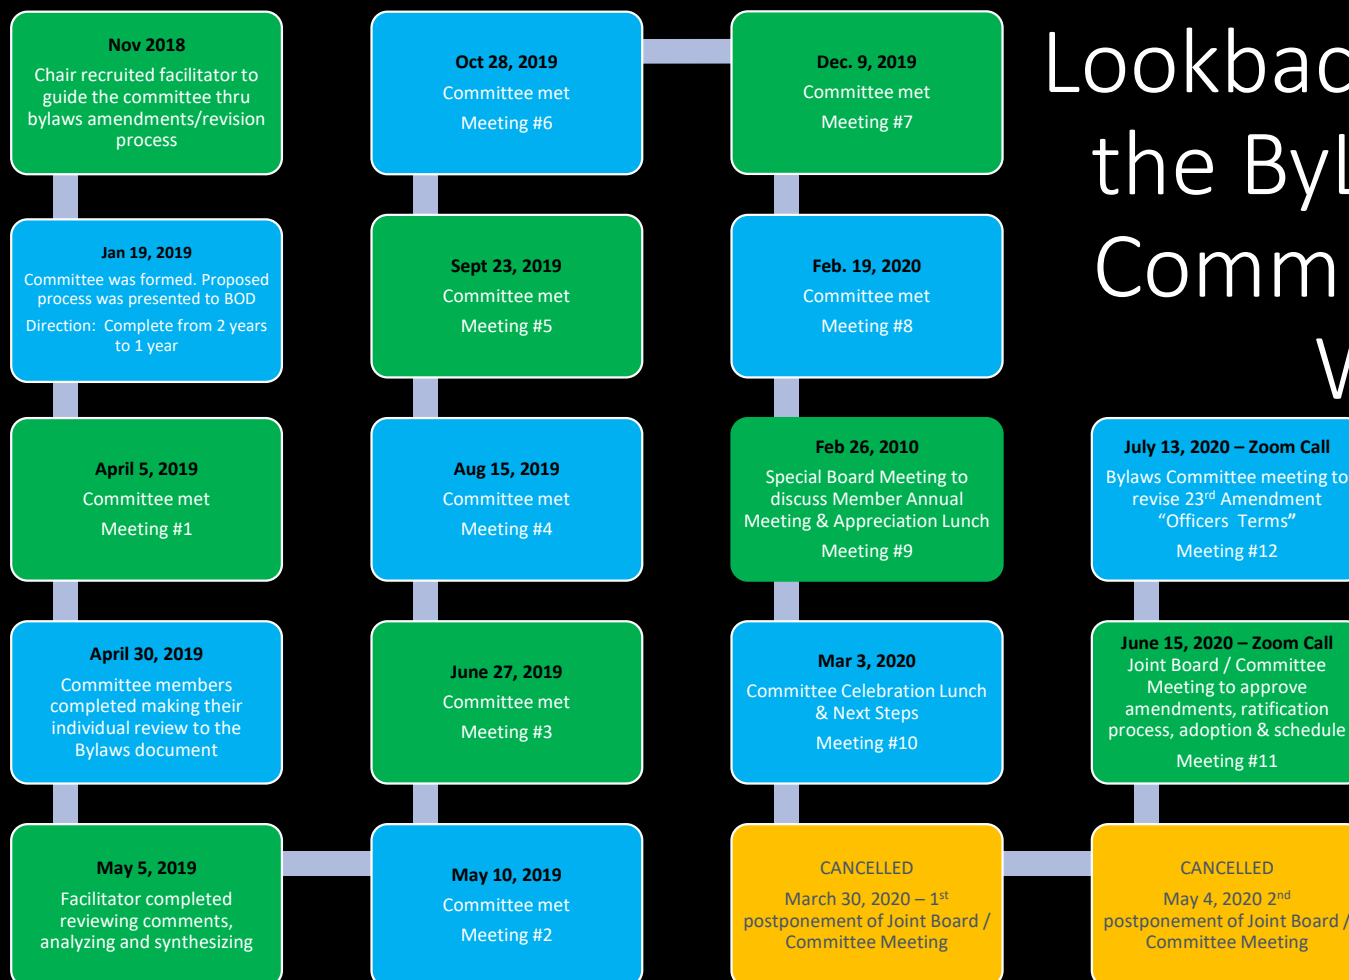 Nov 2018
Chair recruited facilitator to
guide the committee thru
bylaws amendments/revision
process
Jan 19, 2019
Committee was formed. Proposed
process was presented to BOD
Direction:  Complete from 2 years
to 1 year
April 5, 2019
Committee met
Meeting #1
April 30, 2019
Committee members
completed making their
individual review to the
Bylaws document
May 5, 2019
Facilitator completed
reviewing comments,
analyzing and synthesizing
May 10, 2019
Committee met
Meeting #2
June 27, 2019
Committee met
Meeting #3
Aug 15, 2019
Committee met
Meeting #4
Sept 23, 2019
Committee met
Meeting #5
Oct 28, 2019
Committee met
Meeting #6
Dec. 9, 2019
Committee met
Meeting #7
Feb. 19, 2020
Committee met
Meeting #8
Feb 26, 2010
Special Board Meeting to
discuss Member Annual
Meeting & Appreciation Lunch
Meeting #9
Mar 3, 2020
Committee Celebration Lunch
& Next Steps
Meeting #10
CANCELLED
March 30, 2020 – 1st
postponement of Joint Board /
Committee Meeting
CANCELLED
May 4, 2020 2nd
postponement of Joint Board /
Committee Meeting
June 15, 2020 – Zoom Call
Joint Board / Committee
Meeting to approve
amendments, ratification
process, adoption & schedule
Meeting #11
July 13, 2020 – Zoom Call
Bylaws Committee meeting to
revise 23rd Amendment
“Officers  Terms”
Meeting #12
the